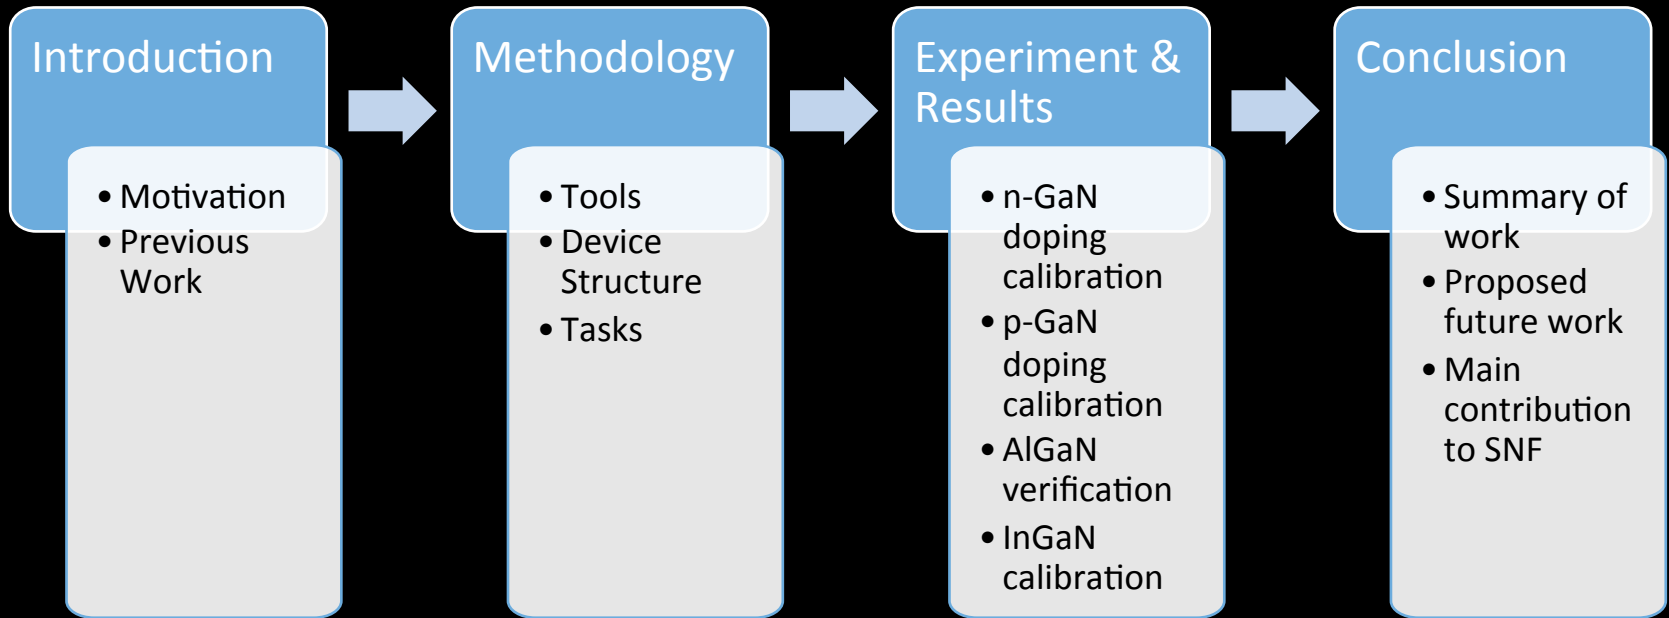 Introduction
• Motivation
• Previous
Work
Methodology
• Tools
• Device
Structure
• Tasks
Experiment &
Results
• n-GaN
doping
calibration
• p-GaN
doping
calibration
• AlGaN
verification
• InGaN
calibration
Conclusion
• Summary of
work
• Proposed
future work
• Main
contribution
to SNF